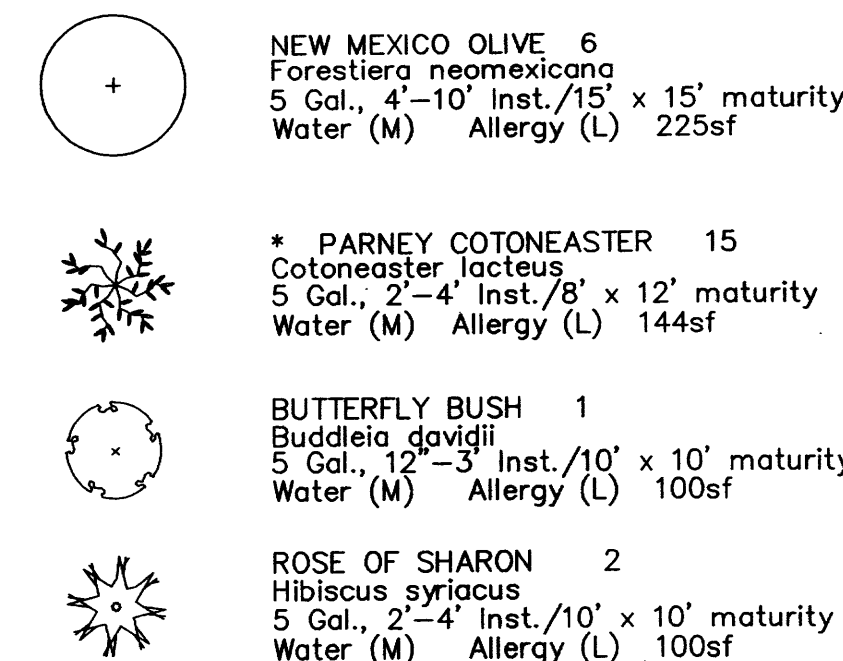 NEW MEXICO OLIVE 6
Forestiera neomexicana
5 Gal., 4'-10' Inst./15' x 15' maturity
Water (M) Allergy (L) 225sf
* PARNEY COTONEASTER 15
Cotoneaster lacteus
5 Gal., 2'-4' Inst./8' x 12' maturity
Water (M) Allergy (L) 144sf
BUTTERFLY BUSH 1
Buddleia davidii
5 Gal., 12"-3' Inst./10' x 10' maturity
Water (M) Allergy (L) 100sf
ROSE OF SHARON 2
Hibiscus syriacus
5 Gal., 2'-4' Inst./10' x 10' maturity
Water (M) Allergy (L) 100sf